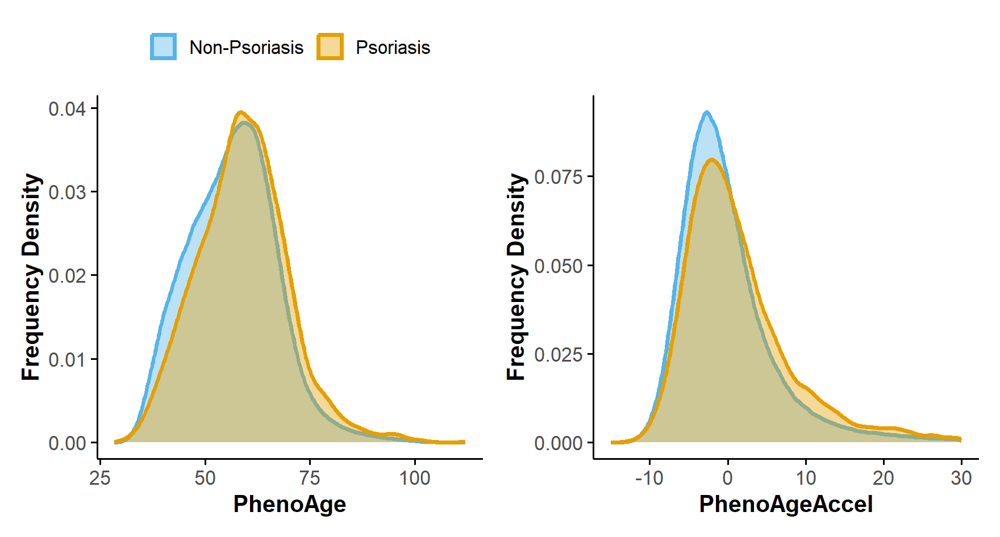 Non-Psoriasis Psoriasis
Frequency Density
0.04
0.03
0.02
0.01
0.00
25 50 75 100
PhenoAge
Frequency Density
0.075
0.050
0.025
0.000
-10 0 10 20 30
PhenoAgeAccel